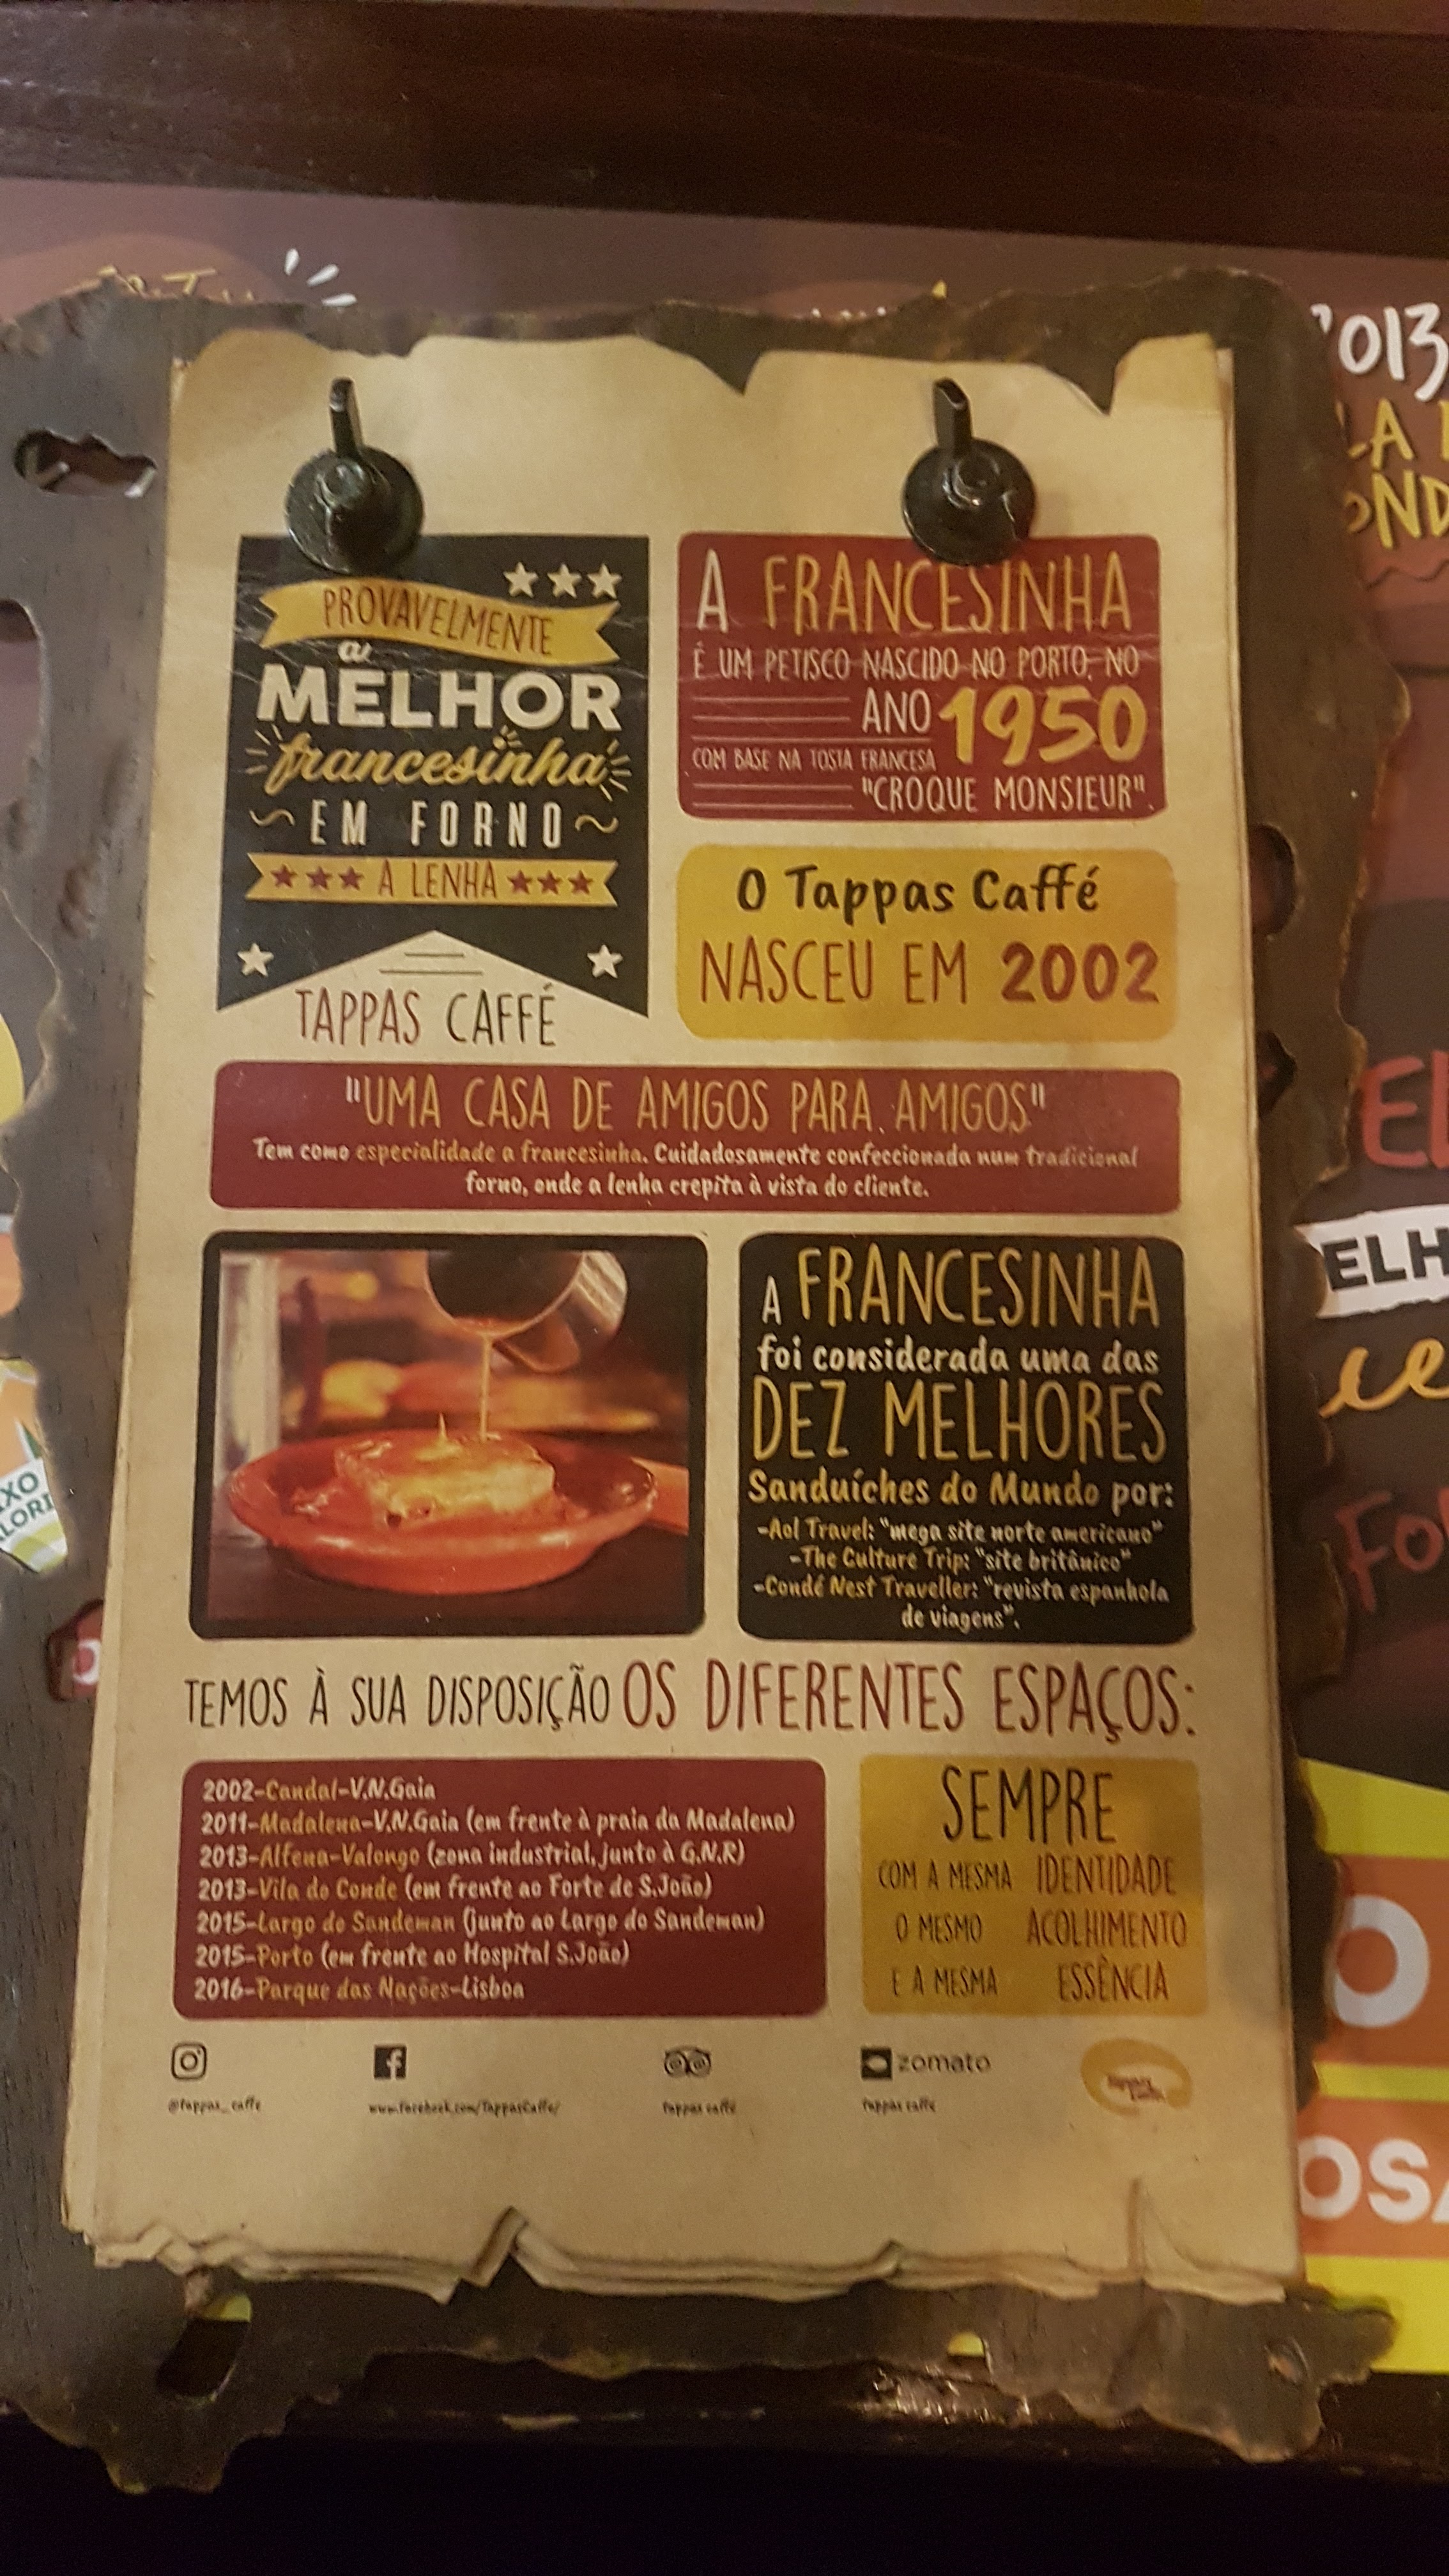 PROVAVELMENTE
a
MELHOR
francesinha
EM FORNO
A LENHA
TAPPAS CAFFÉ
A FRANCESINHA
É UM PETISCO NASCIDO NO PORTO, NO
ANO 1950
COM BASE NA TOSTA FRANCESA
"CROQUE MONSIEUR".
O Tappas Caffé
NASCEU EM 2002
"UMA CASA DE AMIGOS PARA AMIGOS"
Tem como especialidade a francesinha. Cuidadosamente confeccionada num tradicional
forno, onde a lenha crepita à vista do cliente.
A FRANCESINHA
foi considerada uma das
DEZ MELHORES
Sanduíches do Mundo por:
-Aol Travel: "mega site norte americano"
-The Culture Trip: "site britânico"
-Condé Nest Traveller: "revista espanhola
de viagens".
TEMOS À SUA DISPOSIÇÃO OS DIFERENTES ESPAÇOS:
2002-Candal-V.N.Gaia
2011-Madalena-V.N.Gaia (em frente à praia da Madalena)
2013-Alfena-Valongo (zona industrial, junto à G.N.R)
2013-Vila do Conde (em frente ao Forte de S.João)
2015-Largo de Sandeman (junto ao Largo do Sandeman)
2015-Porto (em frente ao Hospital S.João)
2016-Parque das Nações-Lisboa
SEMPRE
COM A MESMA IDENTIDADE
O MESMO ACOLHIMENTO
E A MESMA ESSÊNCIA
zomato
@tappas_caffe
www.facebook.com/TappasCaffe/
tappas caffé
tappas caffé
2013
ELH
OSA